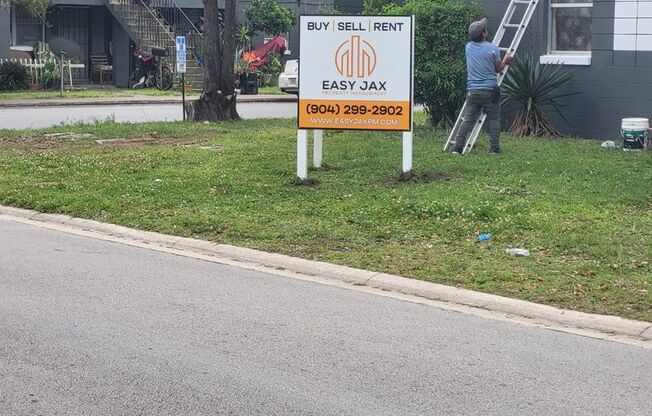 BUY | SELL | RENT
EASY JAX
PROPERTY MANAGEMENT
(904) 299-2902
WWW.EASYJAXPM.COM